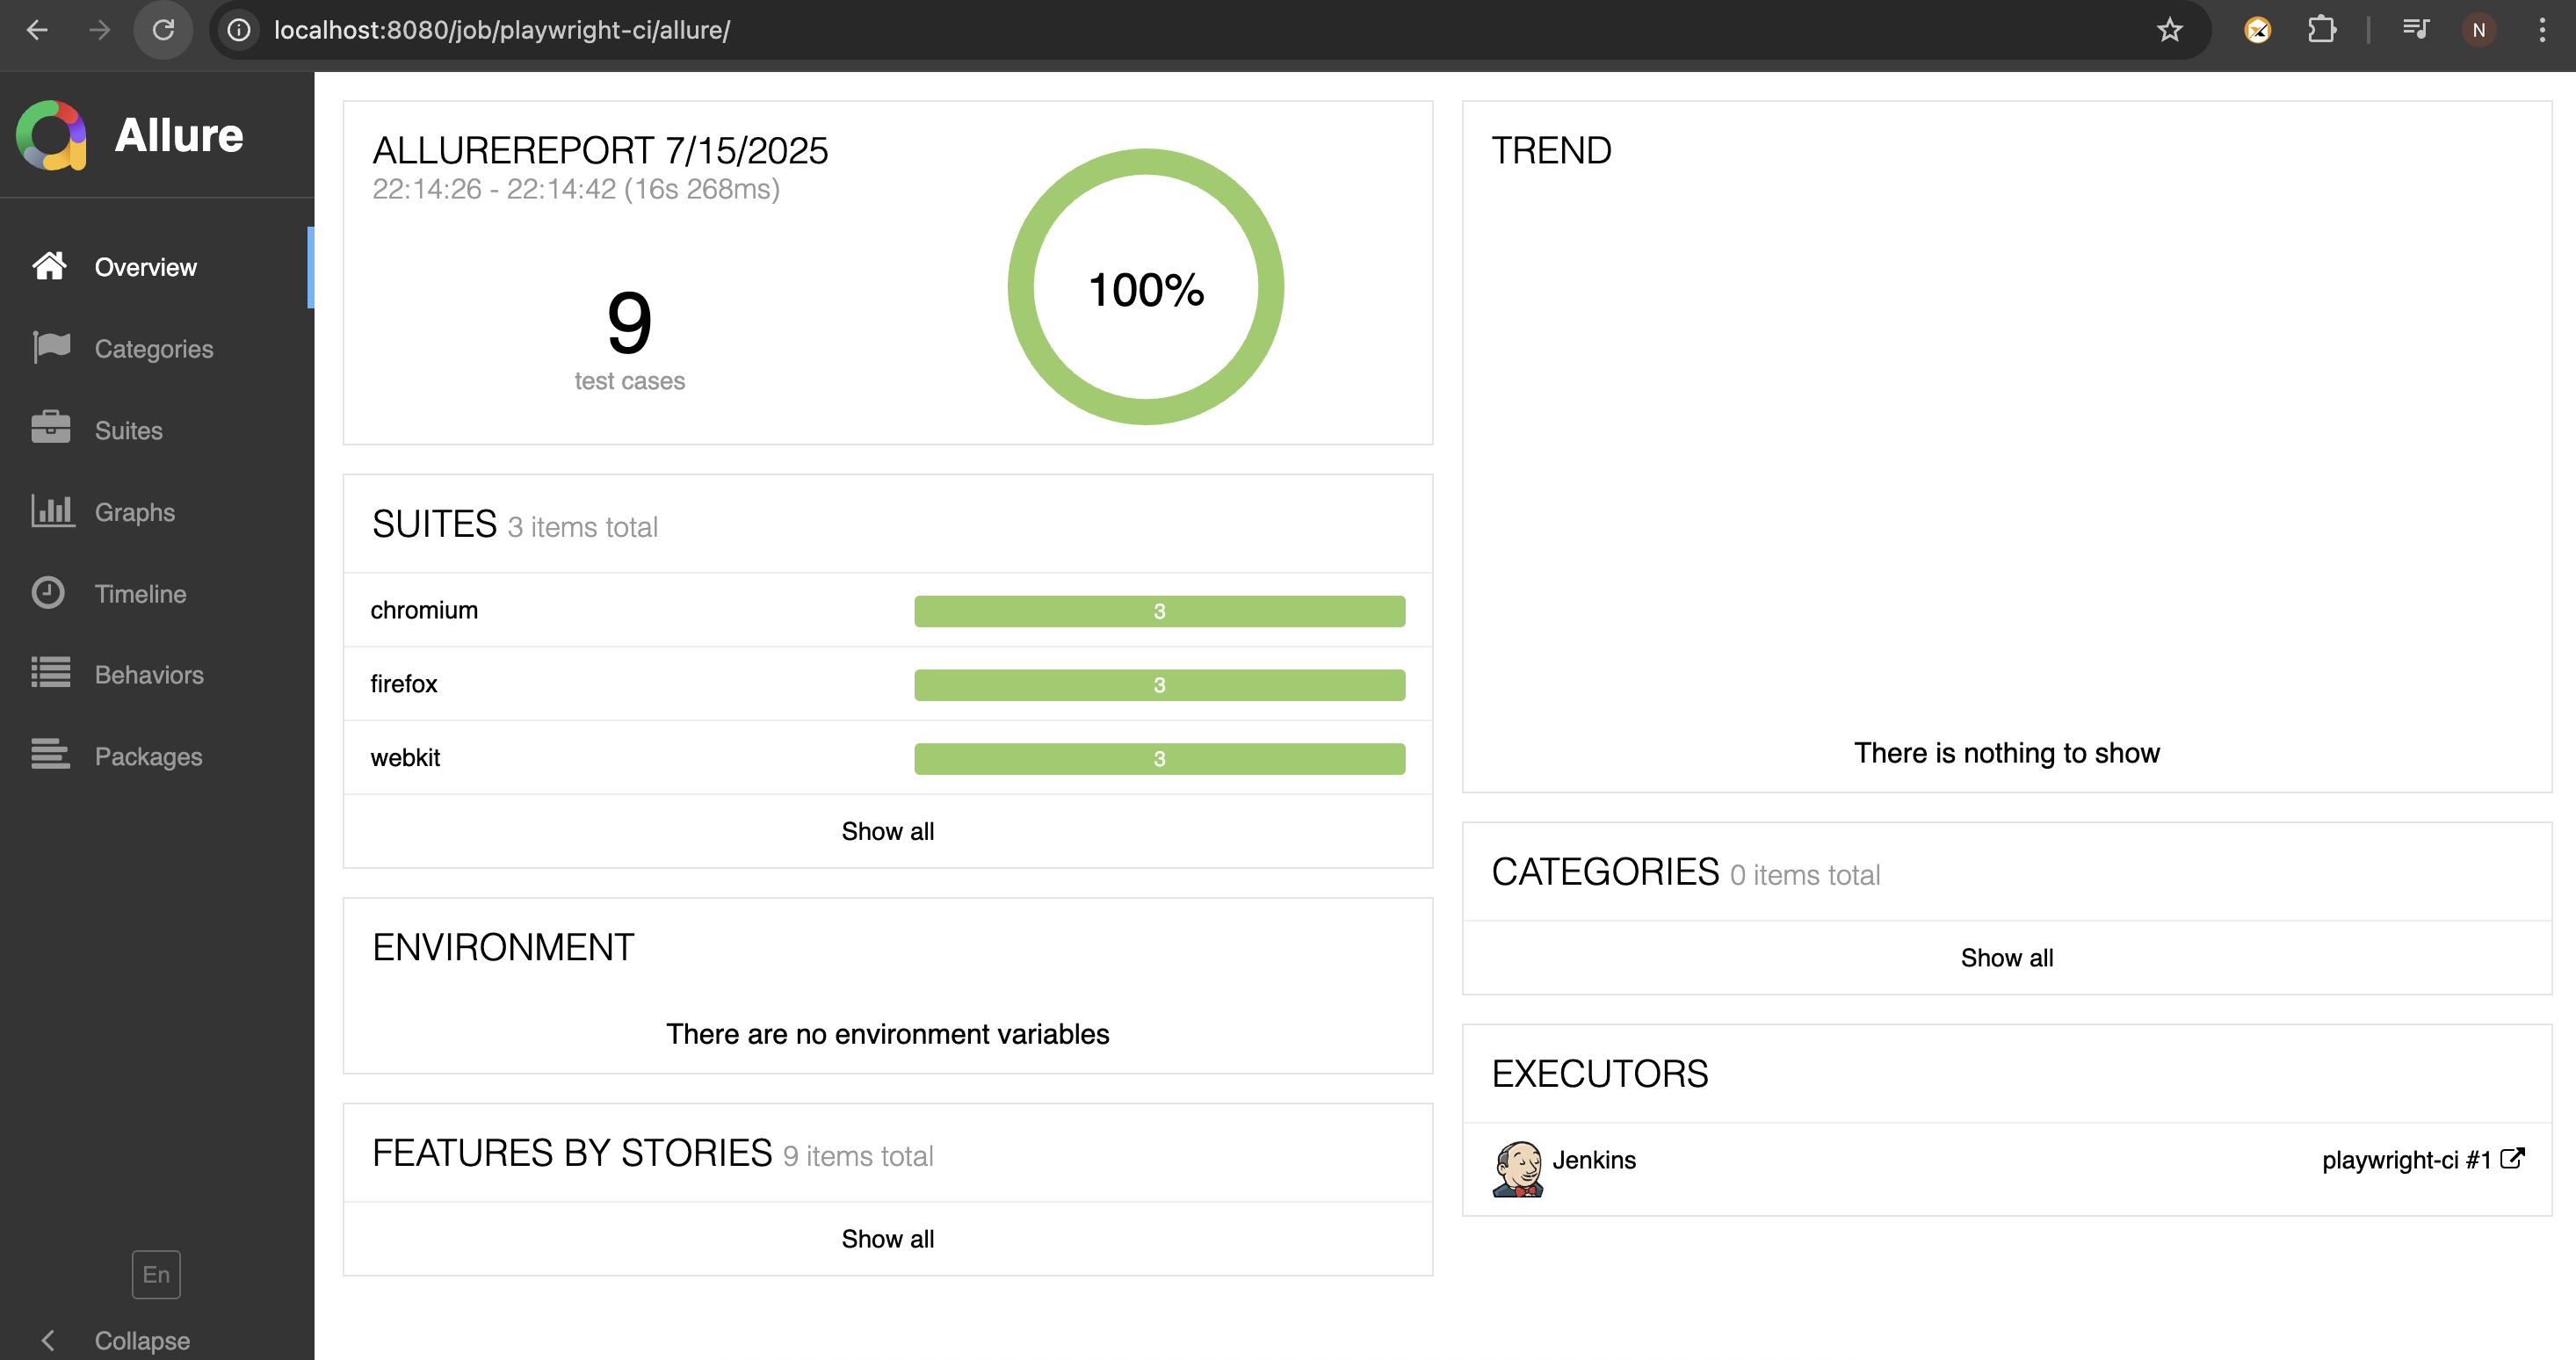 localhost:8080/job/playwright-ci/allure/
N
Allure
Overview
Categories
Suites
Graphs
Timeline
Behaviors
Packages
En
Collapse
ALLUREREPORT 7/15/2025
22:14:26 - 22:14:42 (16s 268ms)
9
test cases
100%
SUITES 3 items total
chromium 3
firefox 3
webkit 3
Show all
ENVIRONMENT
There are no environment variables
FEATURES BY STORIES 9 items total
Show all
TREND
There is nothing to show
CATEGORIES 0 items total
Show all
EXECUTORS
Jenkins playwright-ci #1